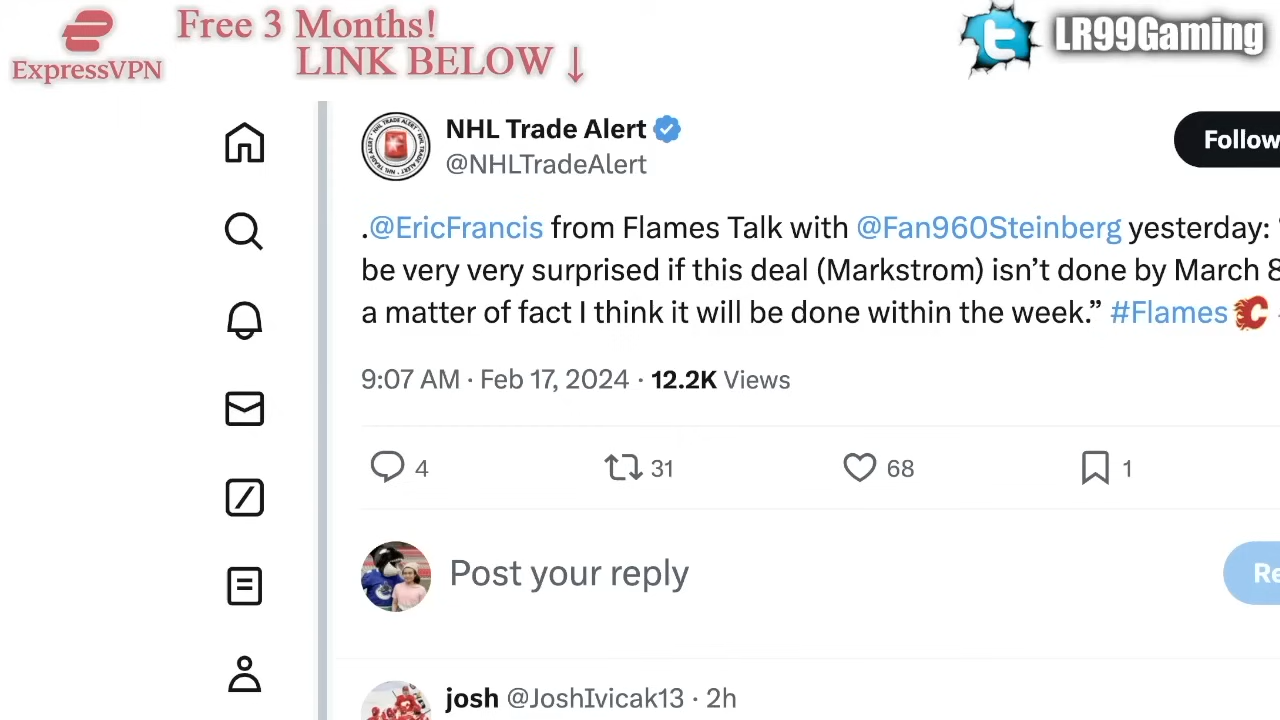 Free 3 Months!
LINK BELOW ↓
ExpressVPN
LR99Gaming
NHL Trade Alert
@NHLTradeAlert
Follow
.@EricFrancis from Flames Talk with @Fan960Steinberg yesterday: “
be very very surprised if this deal (Markstrom) isn’t done by March 8
a matter of fact I think it will be done within the week.” #Flames
9:07 AM · Feb 17, 2024 · 12.2K Views
4 31 68 1
Post your reply
Re
josh @JoshIvicak13 · 2h